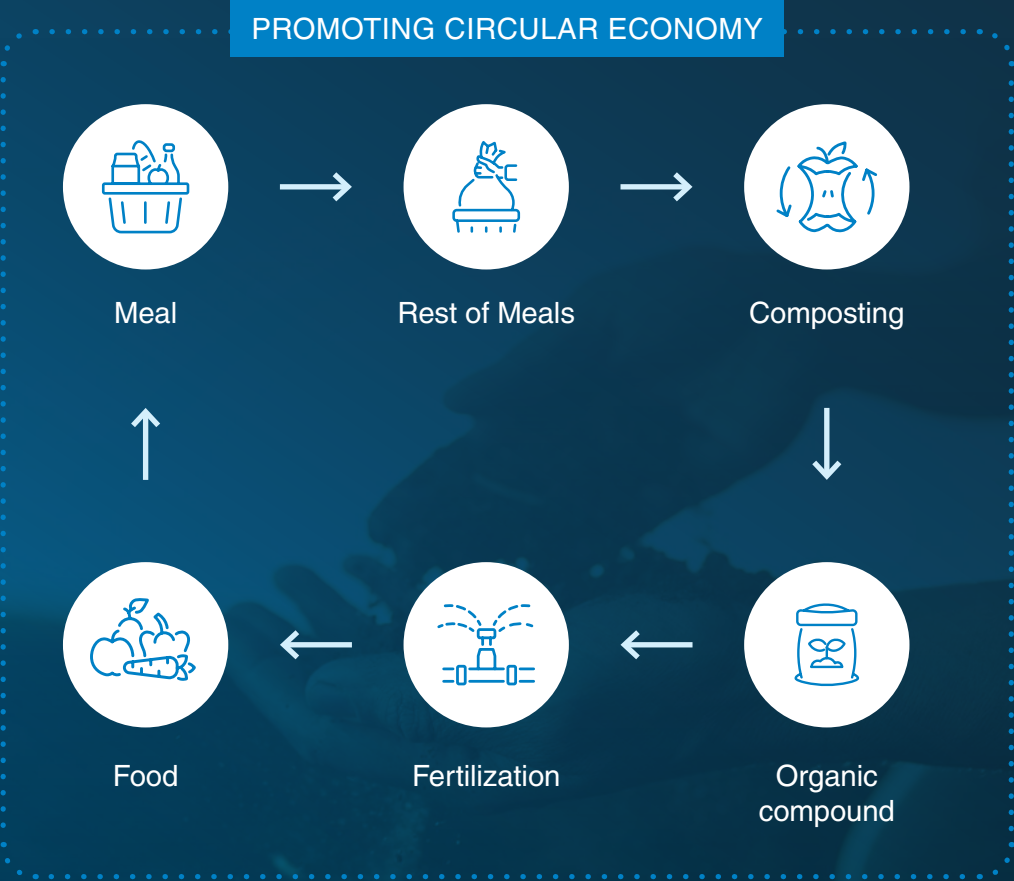 PROMOTING CIRCULAR ECONOMY
Meal
Rest of Meals
Composting
Food
Fertilization
Organic
compound